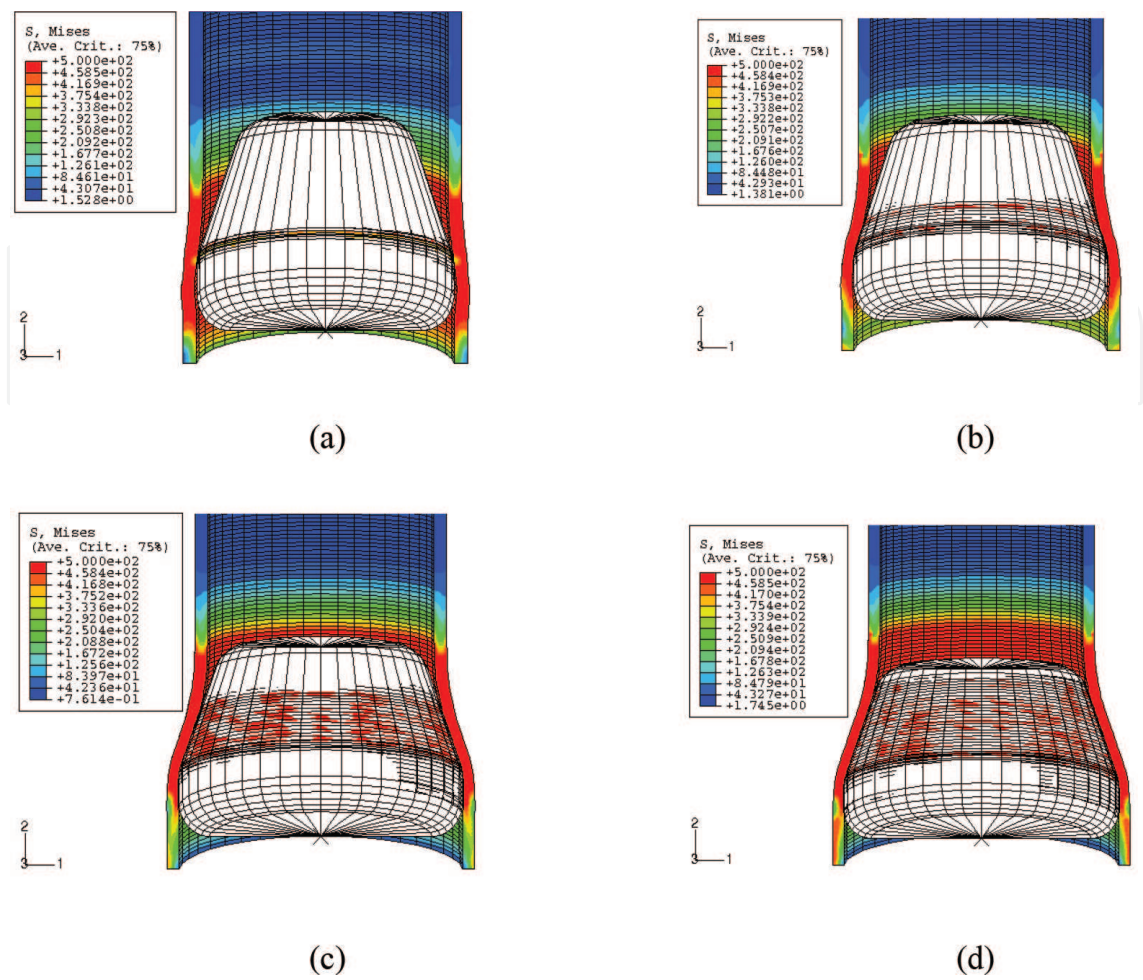 S, Mises
(Ave. Crit.: 75%)
+5.000e+02
+4.585e+02
+4.169e+02
+3.754e+02
+3.338e+02
+2.923e+02
+2.508e+02
+2.092e+02
+1.677e+02
+1.261e+02
+8.461e+01
+4.307e+01
+1.528e+00
2
3
1
(a)
S, Mises
(Ave. Crit.: 75%)
+5.000e+02
+4.584e+02
+4.169e+02
+3.753e+02
+3.338e+02
+2.922e+02
+2.507e+02
+2.091e+02
+1.676e+02
+1.260e+02
+8.448e+01
+4.293e+01
+1.381e+00
2
3
1
(b)
S, Mises
(Ave. Crit.: 75%)
+5.000e+02
+4.584e+02
+4.168e+02
+3.752e+02
+3.336e+02
+2.920e+02
+2.504e+02
+2.088e+02
+1.672e+02
+1.256e+02
+8.397e+01
+4.236e+01
+7.614e-01
2
3
1
(c)
S, Mises
(Ave. Crit.: 75%)
+5.000e+02
+4.585e+02
+4.170e+02
+3.754e+02
+3.339e+02
+2.924e+02
+2.509e+02
+2.094e+02
+1.678e+02
+1.263e+02
+8.479e+01
+4.327e+01
+1.745e+00
2
3
1
(d)